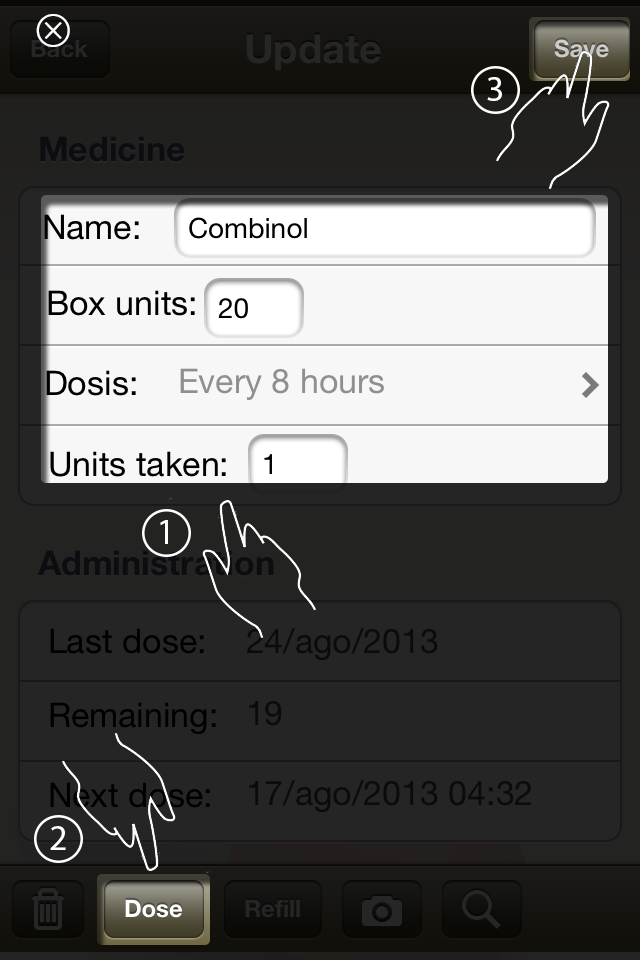 Back Update Save
3
Medicine
Name: Combinol
Box units: 20
Dosis: Every 8 hours
Units taken: 1
1
Administration
Last dose: 24/ago/2013
Remaining: 19
Next dose: 17/ago/2013 04:32
2
Dose Refill